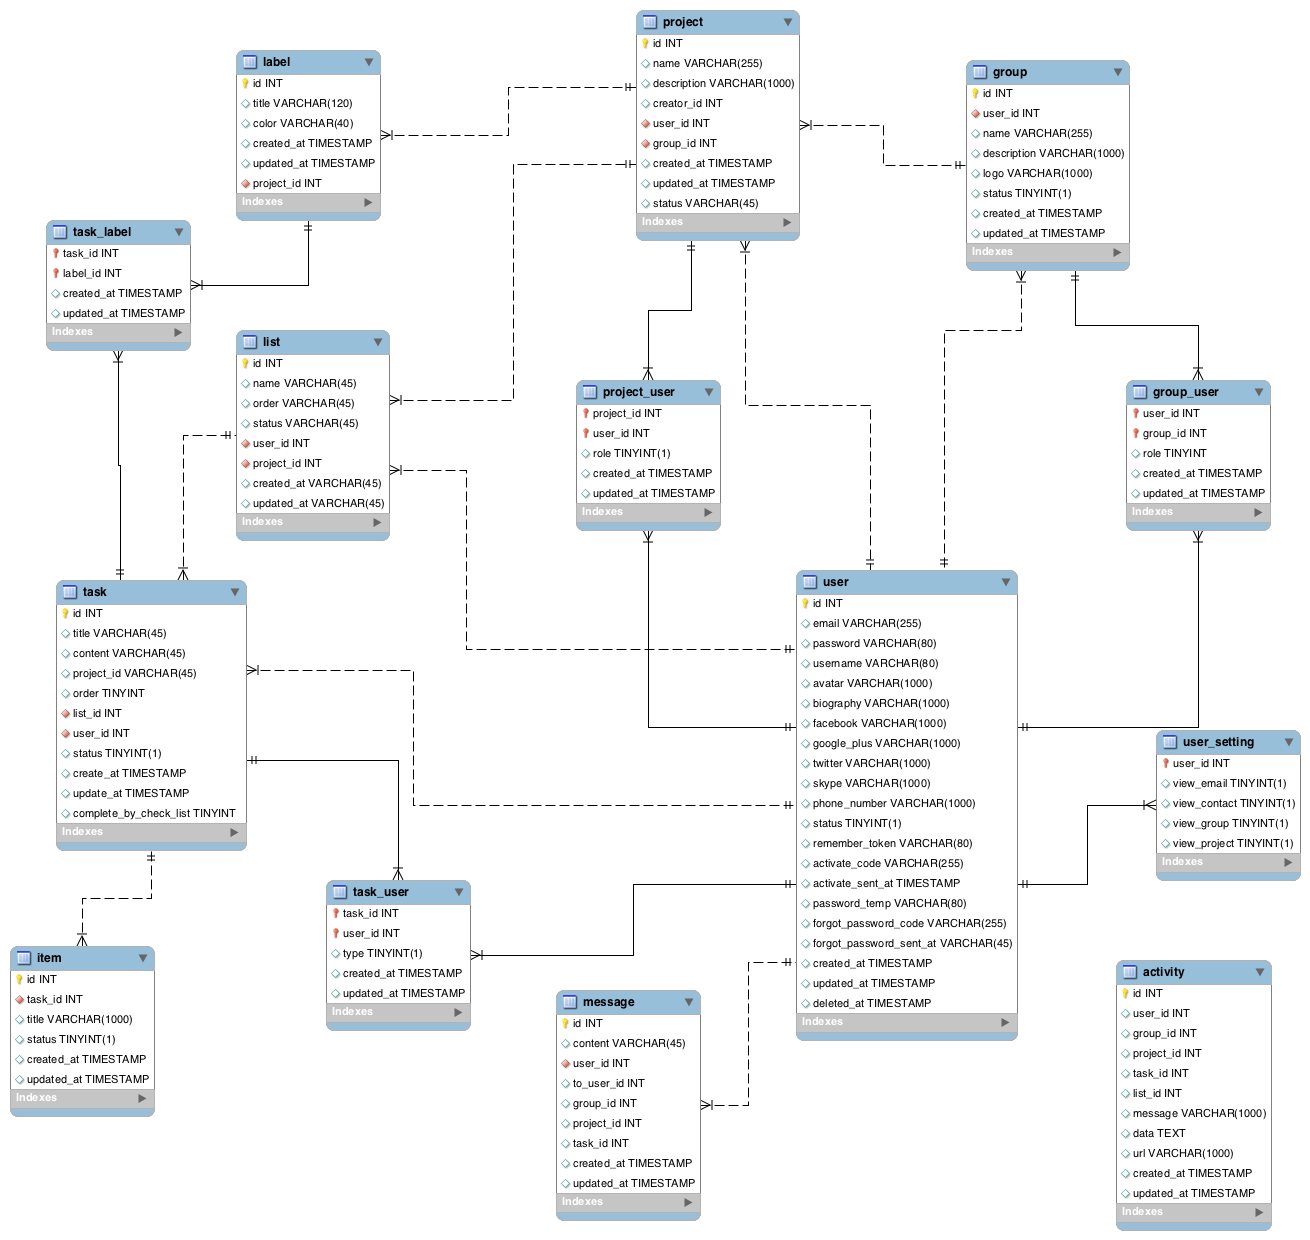 project
id INT
name VARCHAR(255)
description VARCHAR(1000)
creator_id INT
user_id INT
group_id INT
created_at TIMESTAMP
updated_at TIMESTAMP
status VARCHAR(45)
Indexes
label
id INT
title VARCHAR(120)
color VARCHAR(40)
created_at TIMESTAMP
updated_at TIMESTAMP
project_id INT
Indexes
group
id INT
user_id INT
name VARCHAR(255)
description VARCHAR(1000)
logo VARCHAR(1000)
status TINYINT(1)
created_at TIMESTAMP
updated_at TIMESTAMP
Indexes
task_label
task_id INT
label_id INT
created_at TIMESTAMP
updated_at TIMESTAMP
Indexes
list
id INT
name VARCHAR(45)
order VARCHAR(45)
status VARCHAR(45)
user_id INT
project_id INT
created_at VARCHAR(45)
updated_at VARCHAR(45)
Indexes
project_user
project_id INT
user_id INT
role TINYINT(1)
created_at TIMESTAMP
updated_at TIMESTAMP
Indexes
group_user
user_id INT
group_id INT
role TINYINT
created_at TIMESTAMP
updated_at TIMESTAMP
Indexes
task
id INT
title VARCHAR(45)
content VARCHAR(45)
project_id VARCHAR(45)
order TINYINT
list_id INT
user_id INT
status TINYINT(1)
create_at TIMESTAMP
update_at TIMESTAMP
complete_by_check_list TINYINT
Indexes
user
id INT
email VARCHAR(255)
password VARCHAR(80)
username VARCHAR(80)
avatar VARCHAR(1000)
biography VARCHAR(1000)
facebook VARCHAR(1000)
google_plus VARCHAR(1000)
twitter VARCHAR(1000)
skype VARCHAR(1000)
phone_number VARCHAR(1000)
status TINYINT(1)
remember_token VARCHAR(80)
activate_code VARCHAR(255)
activate_sent_at TIMESTAMP
password_temp VARCHAR(80)
forgot_password_code VARCHAR(255)
forgot_password_sent_at VARCHAR(45)
created_at TIMESTAMP
updated_at TIMESTAMP
deleted_at TIMESTAMP
Indexes
user_setting
user_id INT
view_email TINYINT(1)
view_contact TINYINT(1)
view_group TINYINT(1)
view_project TINYINT(1)
Indexes
task_user
task_id INT
user_id INT
type TINYINT(1)
created_at TIMESTAMP
updated_at TIMESTAMP
Indexes
item
id INT
task_id INT
title VARCHAR(1000)
status TINYINT(1)
created_at TIMESTAMP
updated_at TIMESTAMP
Indexes
message
id INT
content VARCHAR(45)
user_id INT
to_user_id INT
group_id INT
project_id INT
task_id INT
created_at TIMESTAMP
updated_at TIMESTAMP
Indexes
activity
id INT
user_id INT
group_id INT
project_id INT
task_id INT
list_id INT
message VARCHAR(1000)
data TEXT
url VARCHAR(1000)
created_at TIMESTAMP
updated_at TIMESTAMP
Indexes